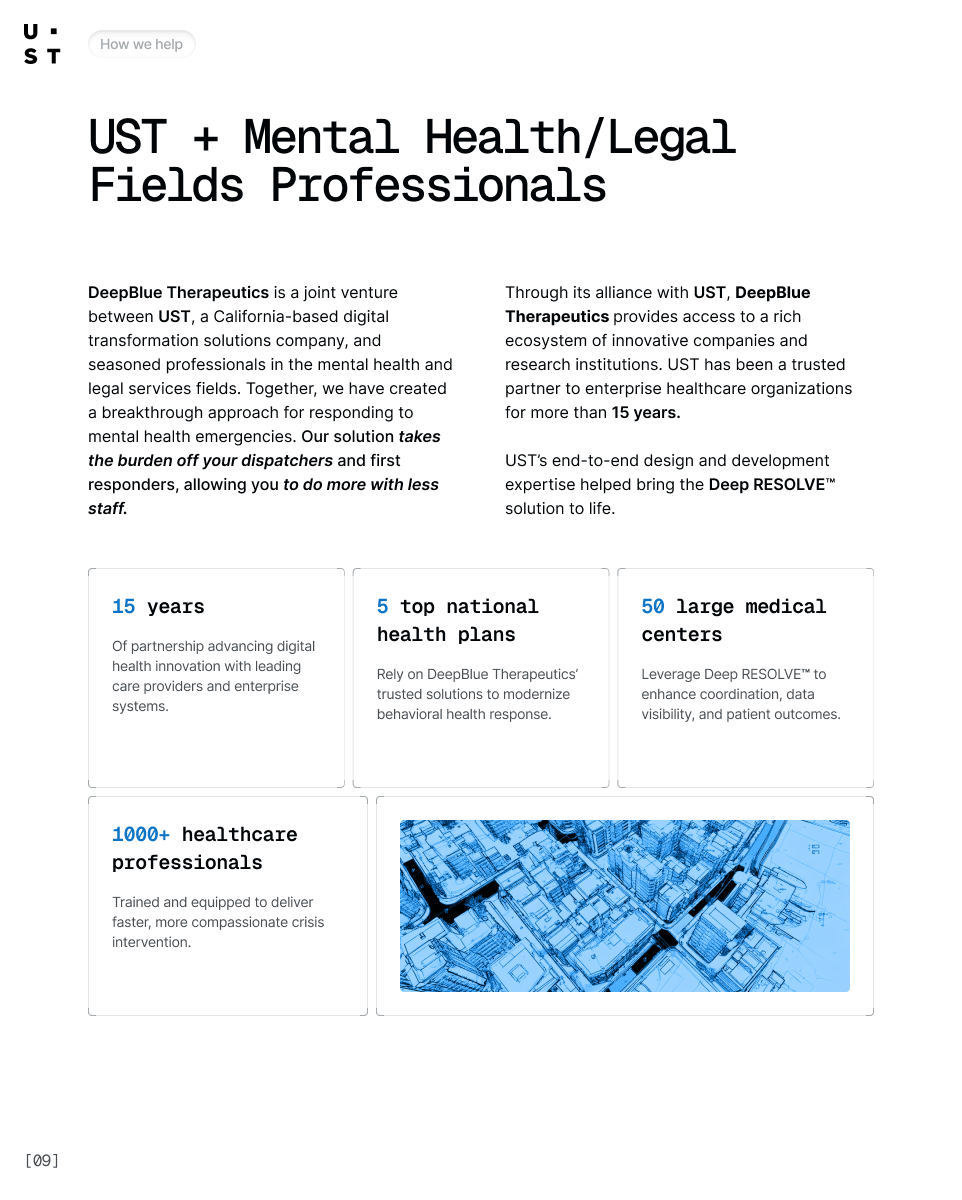 U ·
S T
How we help
UST + Mental Health/Legal
Fields Professionals
DeepBlue Therapeutics is a joint venture
between UST, a California-based digital
transformation solutions company, and
seasoned professionals in the mental health and
legal services fields. Together, we have created
a breakthrough approach for responding to
mental health emergencies. Our solution takes
the burden off your dispatchers and first
responders, allowing you to do more with less
staff.
Through its alliance with UST, DeepBlue
Therapeutics provides access to a rich
ecosystem of innovative companies and
research institutions. UST has been a trusted
partner to enterprise healthcare organizations
for more than 15 years.
UST’s end-to-end design and development
expertise helped bring the Deep RESOLVE™
solution to life.
15 years
Of partnership advancing digital
health innovation with leading
care providers and enterprise
systems.
5 top national
health plans
Rely on DeepBlue Therapeutics’
trusted solutions to modernize
behavioral health response.
50 large medical
centers
Leverage Deep RESOLVE™ to
enhance coordination, data
visibility, and patient outcomes.
1000+ healthcare
professionals
Trained and equipped to deliver
faster, more compassionate crisis
intervention.
[09]